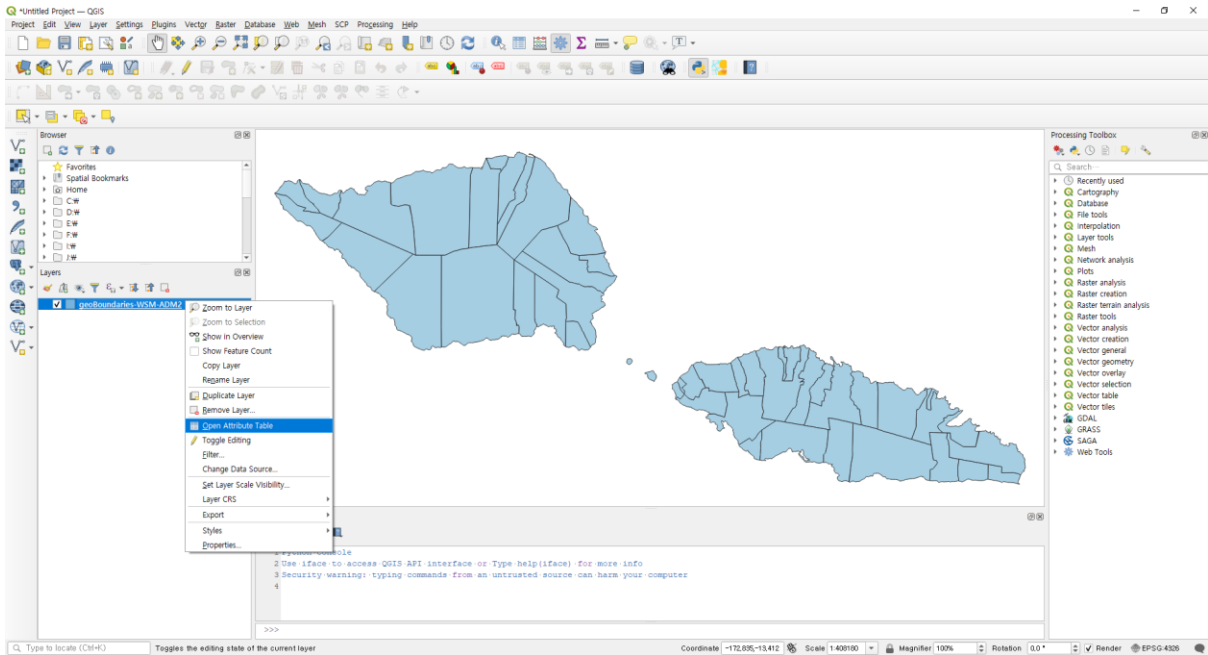 *Untitled Project — QGIS
Project Edit View Layer Settings Plugins Vector Raster Database Web Mesh SCP Processing Help
Browser
Favorites
Spatial Bookmarks
Home
C:₩
D:₩
E:₩
F:₩
I:₩
J:₩
Layers
geoBoundaries-WSM-ADM2
Zoom to Layer
Zoom to Selection
Show in Overview
Show Feature Count
Copy Layer
Rename Layer
Duplicate Layer
Remove Layer...
Open Attribute Table
Toggle Editing
Filter...
Change Data Source...
Set Layer Scale Visibility...
Layer CRS
Export
Styles
Properties...
1 Python Console
2 Use iface to access QGIS API interface or Type help(iface) for more info
3 Security warning: typing commands from an untrusted source can harm your computer
4
>>>
Processing Toolbox
Search...
Recently used
Cartography
Database
File tools
Interpolation
Layer tools
Mesh
Network analysis
Plots
Raster analysis
Raster creation
Raster terrain analysis
Raster tools
Vector analysis
Vector creation
Vector general
Vector geometry
Vector overlay
Vector selection
Vector table
Vector tiles
GDAL
GRASS
SAGA
Web Tools
Type to locate (Ctrl+K) Toggles the editing state of the current layer Coordinate -172,835,-13,412 Scale 1:408180 Magnifier 100% Rotation 0,0 ° Render EPSG:4326